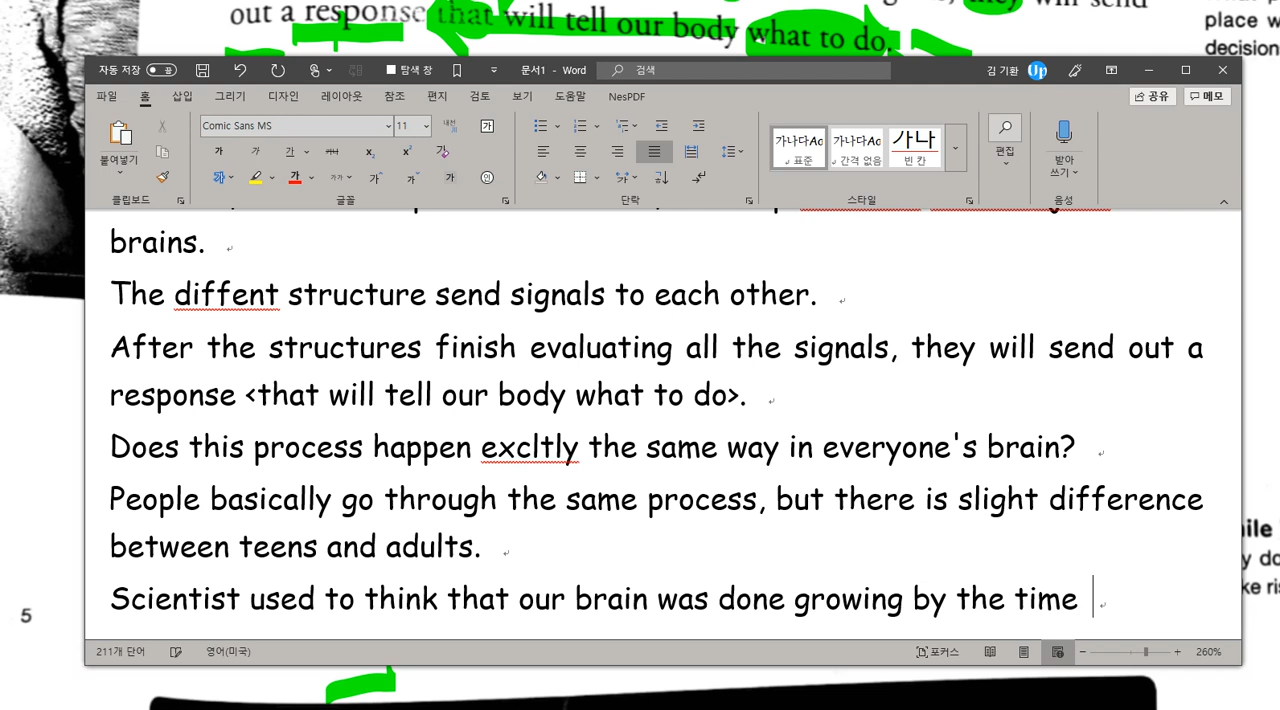 out a response that will tell our body what to do.
will send
place w
decision
자동 저장
탐색 창
문서1 - Word
검색
김 기환
Up
파일 홈 삽입 그리기 디자인 레이아웃 참조 편지 검토 보기 도움말 NesPDF
공유 메모
붙여넣기
클립보드
Comic Sans MS 11
글꼴
단락
가나다Ac 가나다Ac 가나
표준 간격 없음 빈 칸
스타일
편집
받아
쓰기
음성
brains.
The diffent structure send signals to each other.
After the structures finish evaluating all the signals, they will send out a
response <that will tell our body what to do>.
Does this process happen excltly the same way in everyone's brain?
People basically go through the same process, but there is slight difference
between teens and adults.
Scientist used to think that our brain was done growing by the time
5
211개 단어 영어(미국) 포커스 260%